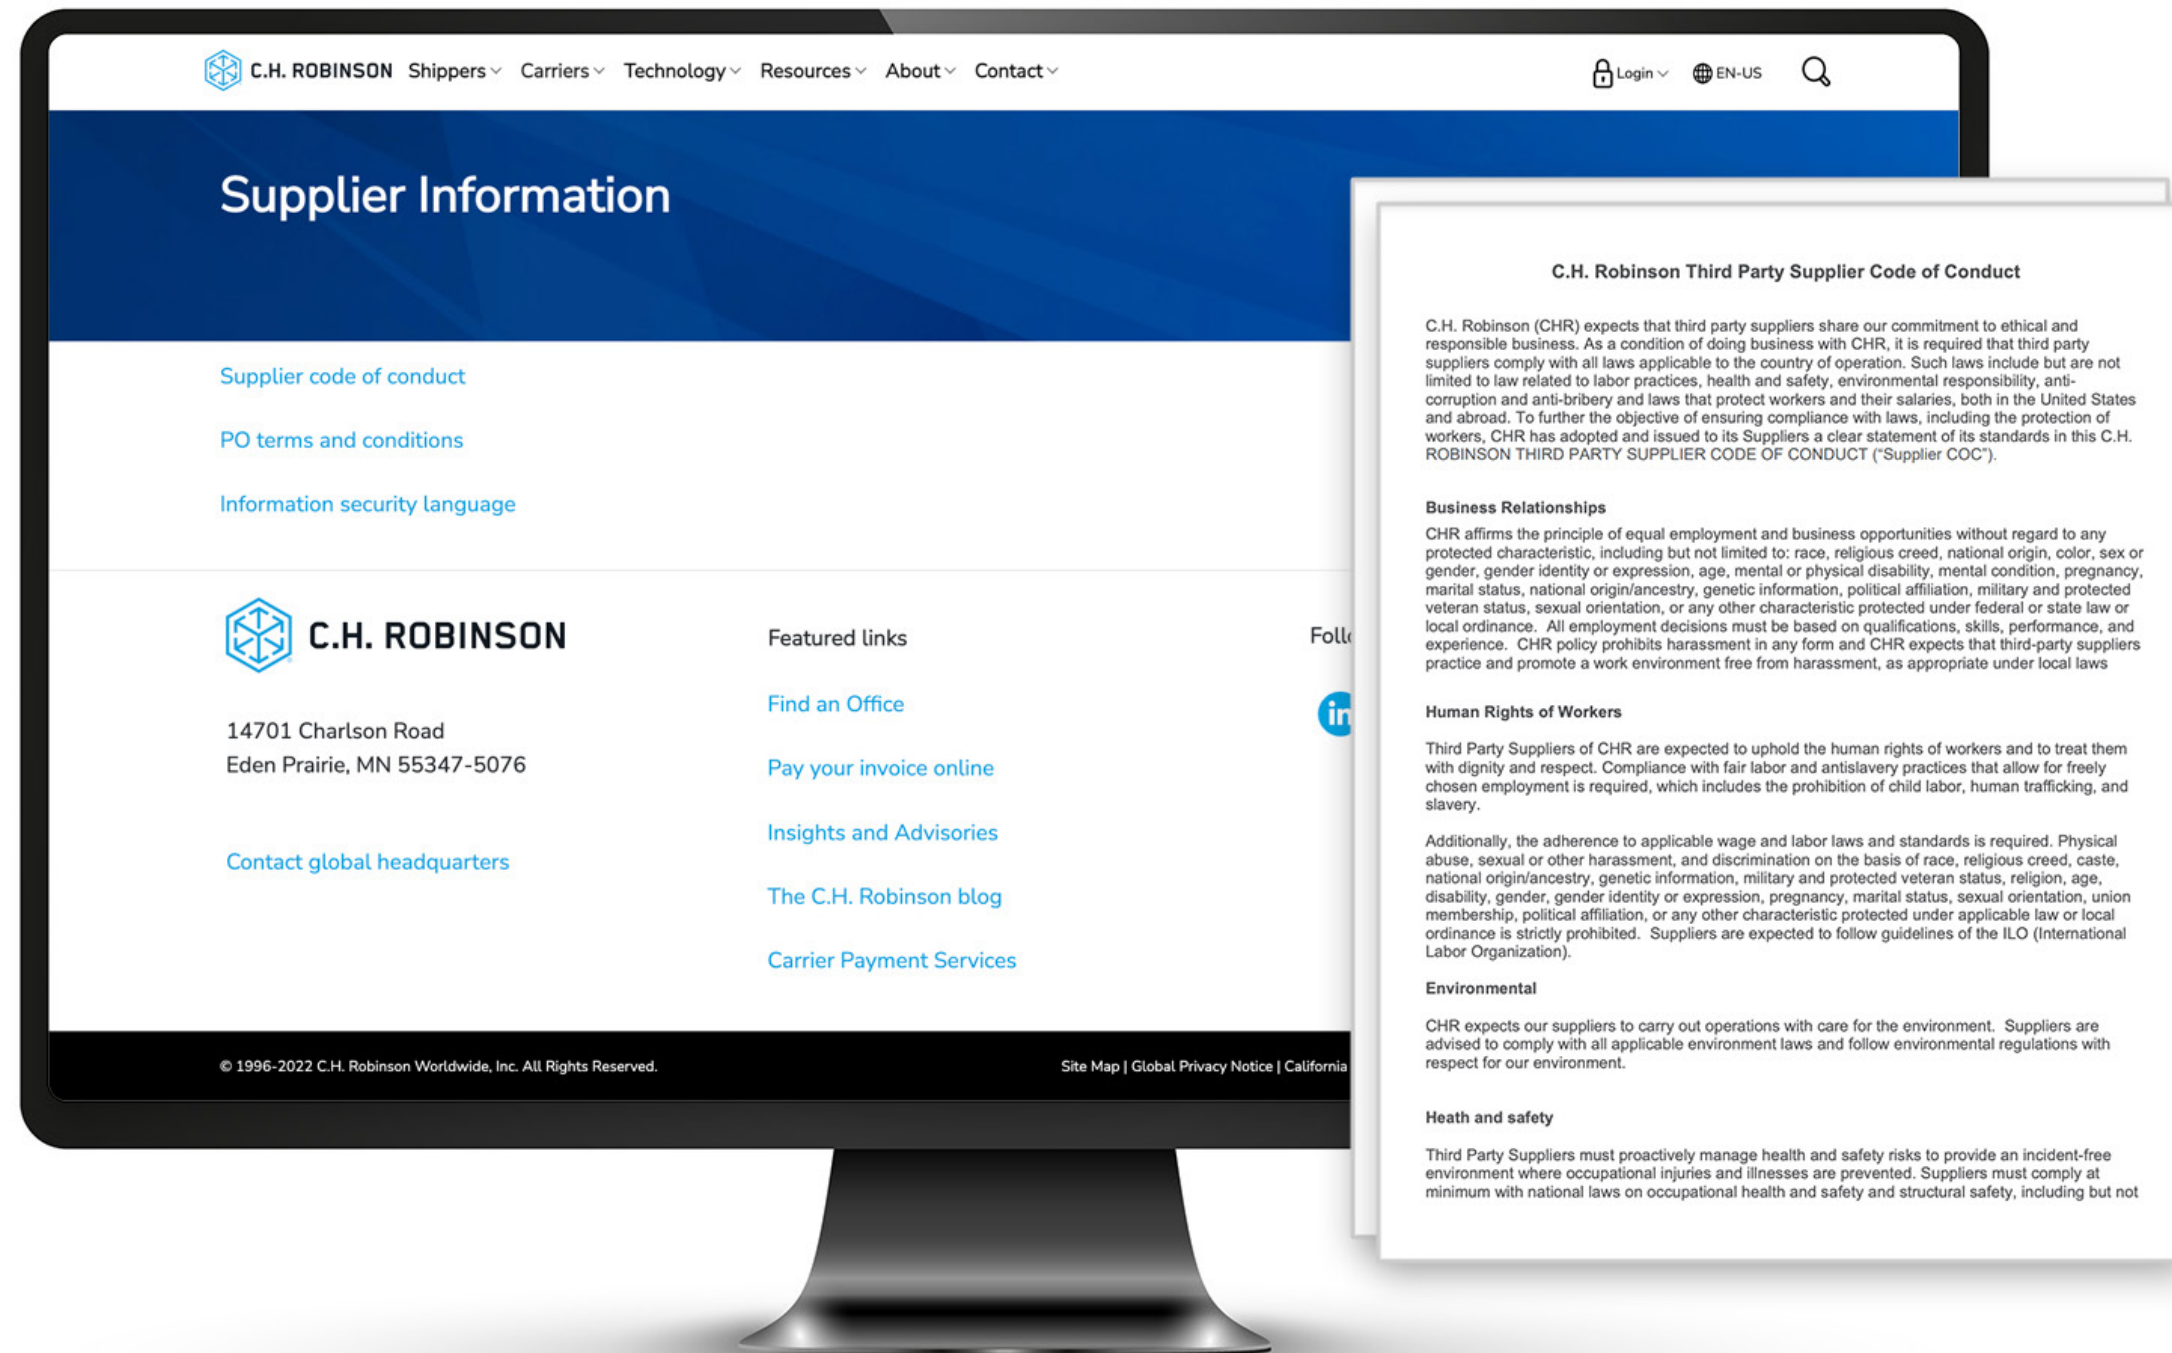 C.H. ROBINSON Shippers Carriers Technology Resources About Contact Login EN-US
Supplier Information
Supplier code of conduct
PO terms and conditions
Information security language
C.H. ROBINSON
14701 Charlson Road
Eden Prairie, MN 55347-5076
Contact global headquarters
Featured links
Find an Office
Pay your invoice online
Insights and Advisories
The C.H. Robinson blog
Carrier Payment Services
in
© 1996-2022 C.H. Robinson Worldwide, Inc. All Rights Reserved.
Site Map | Global Privacy Notice | California
C.H. Robinson Third Party Supplier Code of Conduct
C.H. Robinson (CHR) expects that third party suppliers share our commitment to ethical and
responsible business. As a condition of doing business with CHR, it is required that third party
suppliers comply with all laws applicable to the country of operation. Such laws include but are not
limited to law related to labor practices, health and safety, environmental responsibility, anti-
corruption and anti-bribery and laws that protect workers and their salaries, both in the United States
and abroad. To further the objective of ensuring compliance with laws, including the protection of
workers, CHR has adopted and issued to its Suppliers a clear statement of its standards in this C.H.
ROBINSON THIRD PARTY SUPPLIER CODE OF CONDUCT (“Supplier COC”).
Business Relationships
CHR affirms the principle of equal employment and business opportunities without regard to any
protected characteristic, including but not limited to: race, religious creed, national origin, color, sex or
gender, gender identity or expression, age, mental or physical disability, mental condition, pregnancy,
marital status, national origin/ancestry, genetic information, political affiliation, military and protected
veteran status, sexual orientation, or any other characteristic protected under federal or state law or
local ordinance. All employment decisions must be based on qualifications, skills, performance, and
experience. CHR policy prohibits harassment in any form and CHR expects that third-party suppliers
practice and promote a work environment free from harassment, as appropriate under local laws
Human Rights of Workers
Third Party Suppliers of CHR are expected to uphold the human rights of workers and to treat them
with dignity and respect. Compliance with fair labor and antislavery practices that allow for freely
chosen employment is required, which includes the prohibition of child labor, human trafficking, and
slavery.
Additionally, the adherence to applicable wage and labor laws and standards is required. Physical
abuse, sexual or other harassment, and discrimination on the basis of race, religious creed, caste,
national origin/ancestry, genetic information, military and protected veteran status, religion, age,
disability, gender, gender identity or expression, pregnancy, marital status, sexual orientation, union
membership, political affiliation, or any other characteristic protected under applicable law or local
ordinance is strictly prohibited. Suppliers are expected to follow guidelines of the ILO (International
Labor Organization).
Environmental
CHR expects our suppliers to carry out operations with care for the environment. Suppliers are
advised to comply with all applicable environment laws and follow environmental regulations with
respect for our environment.
Heath and safety
Third Party Suppliers must proactively manage health and safety risks to provide an incident-free
environment where occupational injuries and illnesses are prevented. Suppliers must comply at
minimum with national laws on occupational health and safety and structural safety, including but not